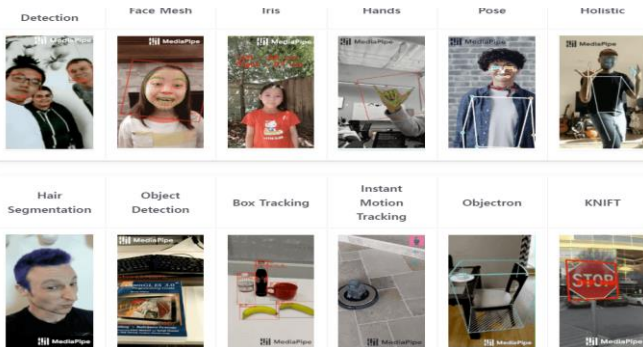 Detection
Face Mesh
Iris
Hands
Pose
Holistic
MediaPipe
MediaPipe
MediaPipe
MediaPipe
MediaPipe
Hair
Segmentation
Object
Detection
Box Tracking
Instant
Motion
Tracking
Objectron
KNIFT
MediaPipe
STOP
MediaPipe
MediaPipe
MediaPipe
MediaPipe
MediaPipe